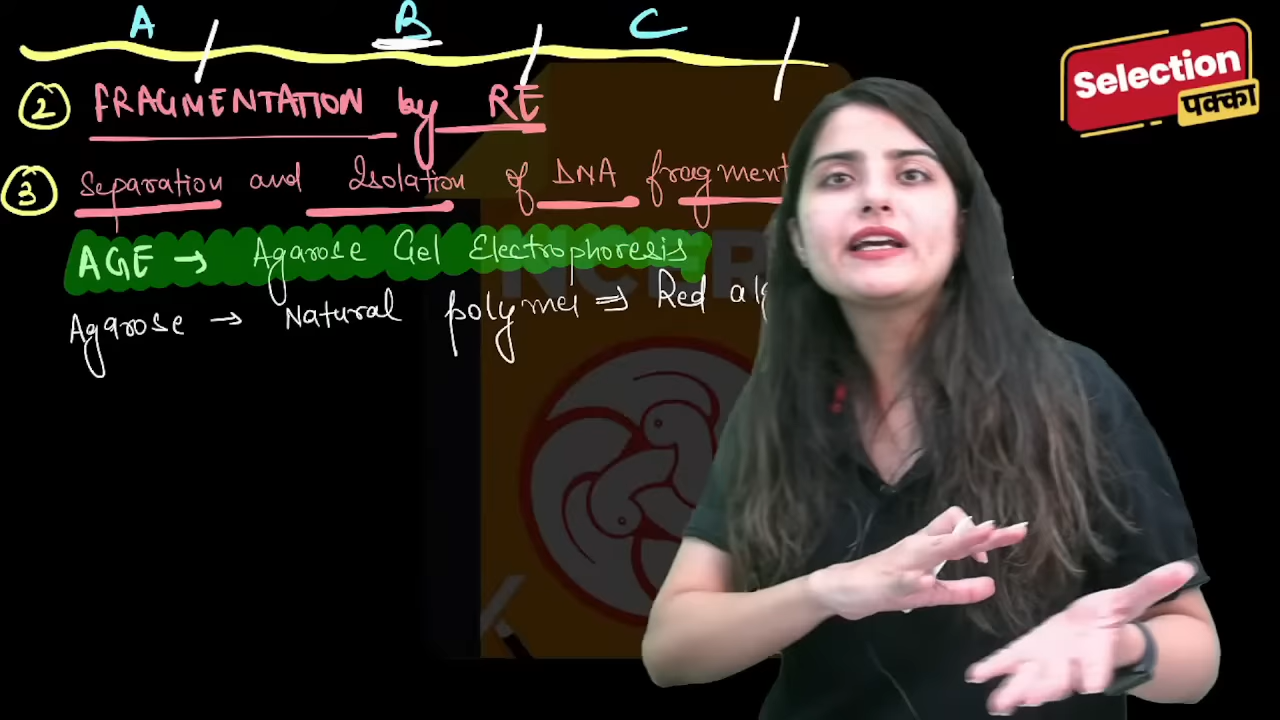 A B C
Selection
पक्का
2 FRAGMENTATION by RE
3 Separation and Isolation of DNA fragment
AGE → Agarose Gel Electrophoresis
Agarose → Natural polymer ⇒ Red